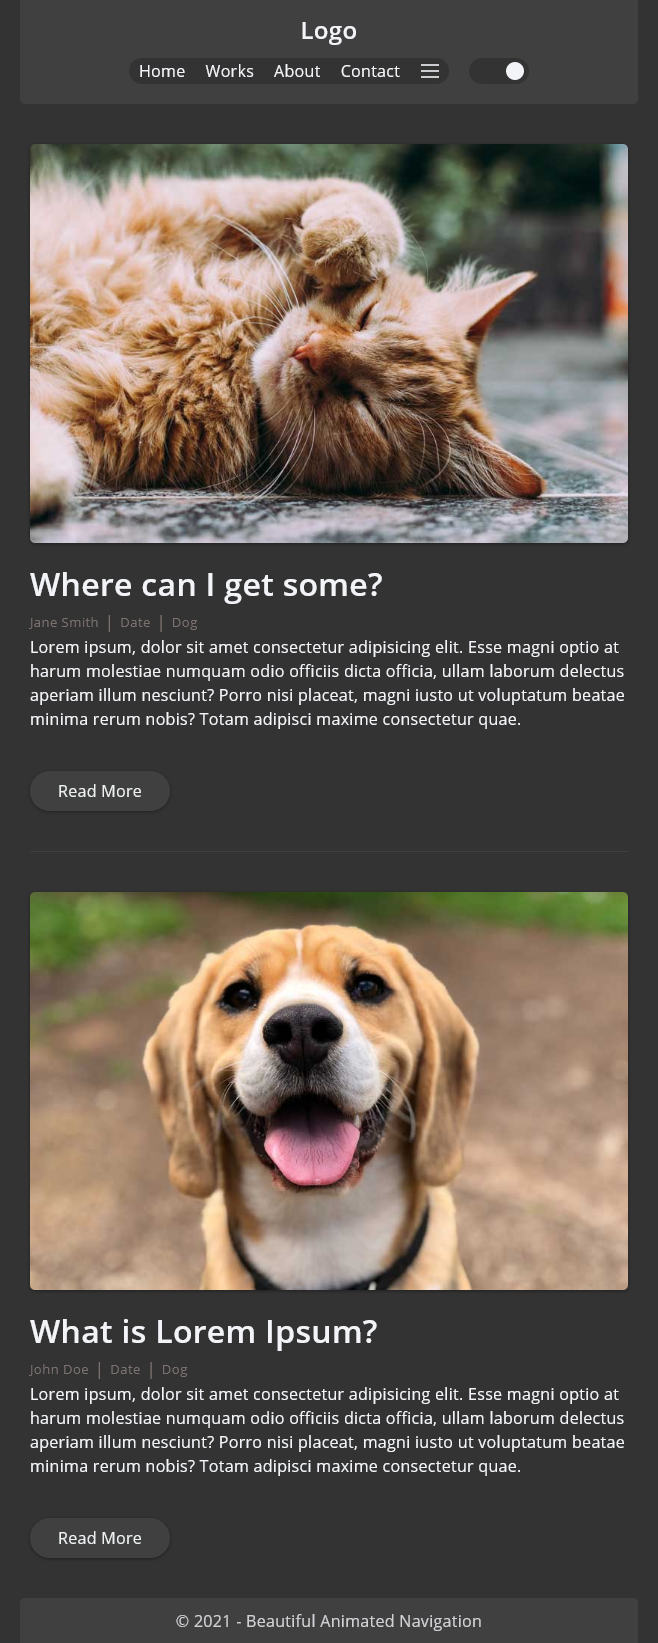 Logo
Home Works About Contact
Where can I get some?
Jane Smith | Date | Dog
Lorem ipsum, dolor sit amet consectetur adipisicing elit. Esse magni optio at
harum molestiae numquam odio officiis dicta officia, ullam laborum delectus
aperiam illum nesciunt? Porro nisi placeat, magni iusto ut voluptatum beatae
minima rerum nobis? Totam adipisci maxime consectetur quae.
Read More
What is Lorem Ipsum?
John Doe | Date | Dog
Lorem ipsum, dolor sit amet consectetur adipisicing elit. Esse magni optio at
harum molestiae numquam odio officiis dicta officia, ullam laborum delectus
aperiam illum nesciunt? Porro nisi placeat, magni iusto ut voluptatum beatae
minima rerum nobis? Totam adipisci maxime consectetur quae.
Read More
© 2021 - Beautiful Animated Navigation